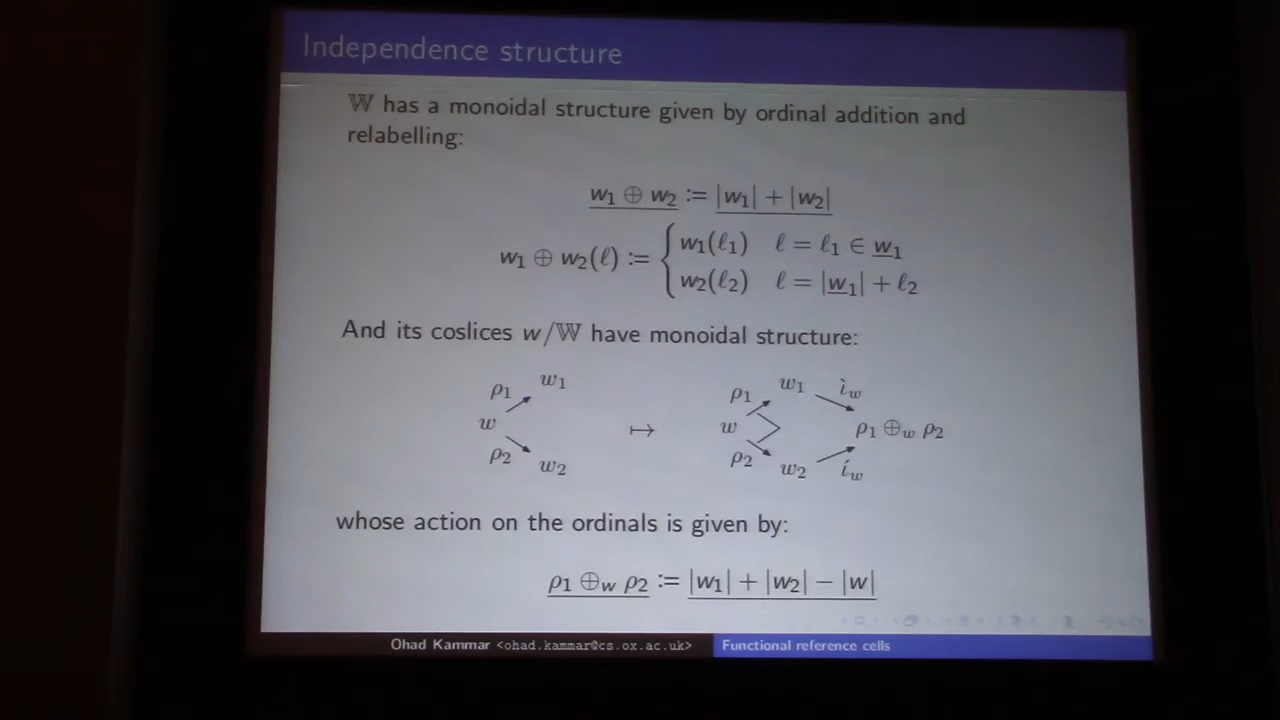 Independence structure
𝕎 has a monoidal structure given by ordinal addition and
relabelling:
w₁ ⊕ w₂ := |w₁| + |w₂|
w₁ ⊕ w₂(ℓ) := { w₁(ℓ₁) ℓ = ℓ₁ ∈ w₁
w₂(ℓ₂) ℓ = |w₁| + ℓ₂
And its coslices w/𝕎 have monoidal structure:
ρ₁ w₁ ρ₁ w₁ ì_w
w ↦ w ρ₁ ⊕_w ρ₂
ρ₂ w₂ ρ₂ w₂ í_w
whose action on the ordinals is given by:
ρ₁ ⊕_w ρ₂ := |w₁| + |w₂| − |w|
Ohad Kammar <ohad.kammar@cs.ox.ac.uk> Functional reference cells